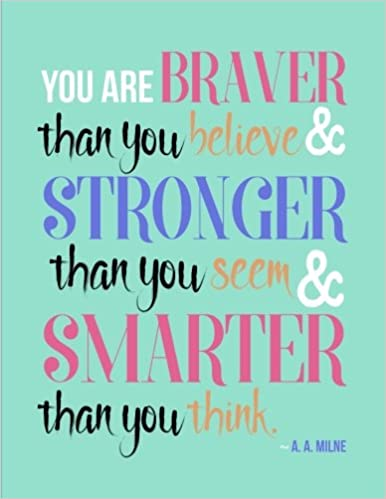 YOU ARE BRAVER
than you believe &
STRONGER
than you seem &
SMARTER
than you think.
~ A. A. MILNE